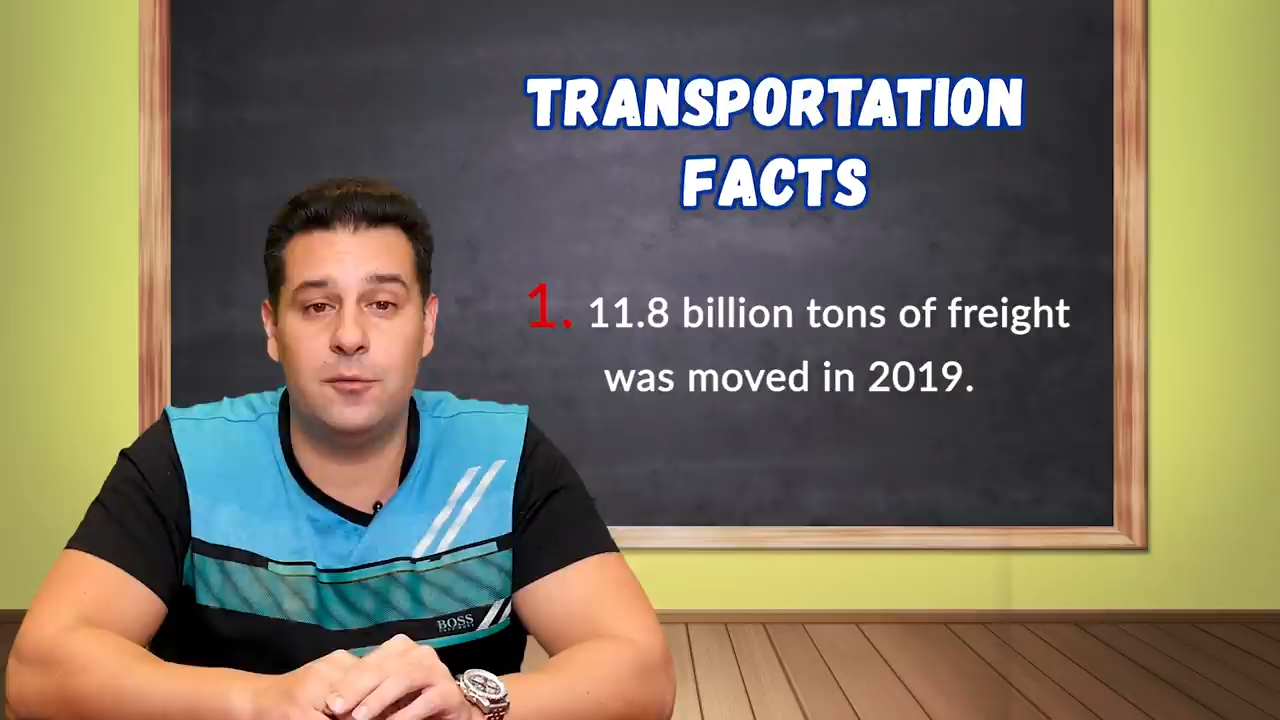 TRANSPORTATION
FACTS
1. 11.8 billion tons of freight
was moved in 2019.
BOSS